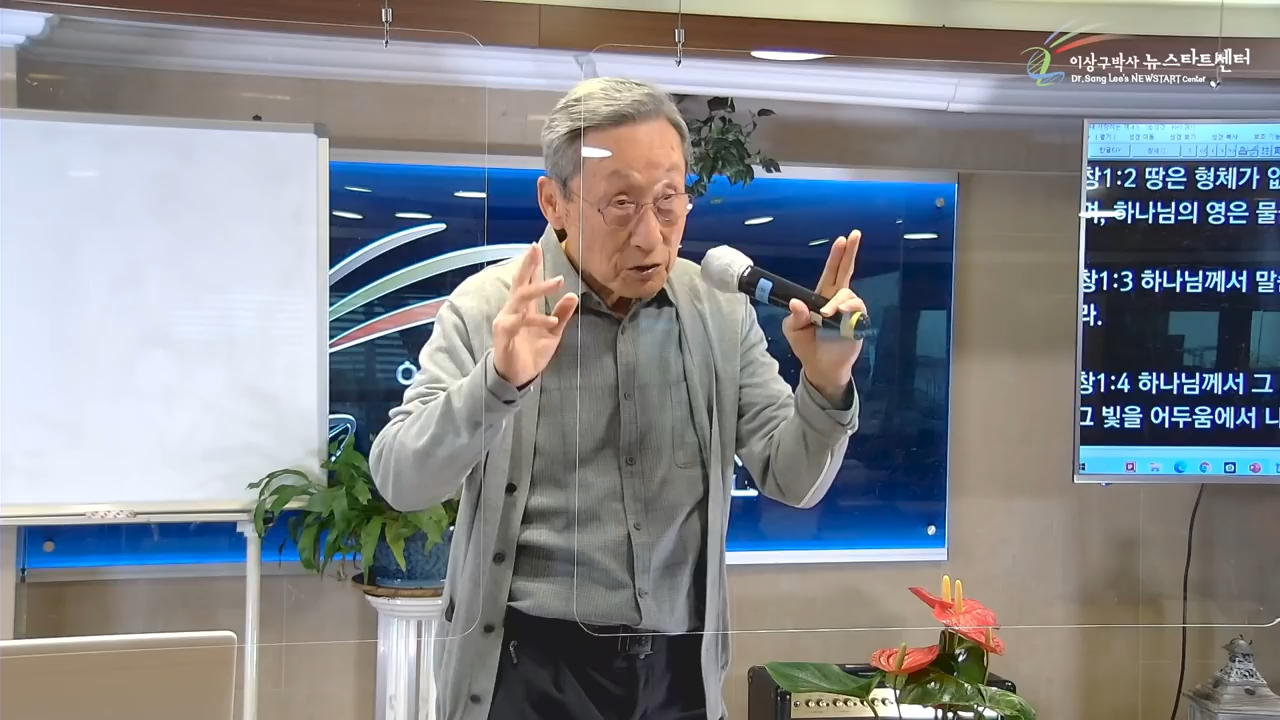 이상구박사 뉴스타트센터
Dr.Sang Lee's NEWSTART Center
창1:2 땅은 형체가
며, 하나님의 영은 물
창1:3 하나님께서
라.
창1:4 하나님께서 그
그 빛을 어두움에서